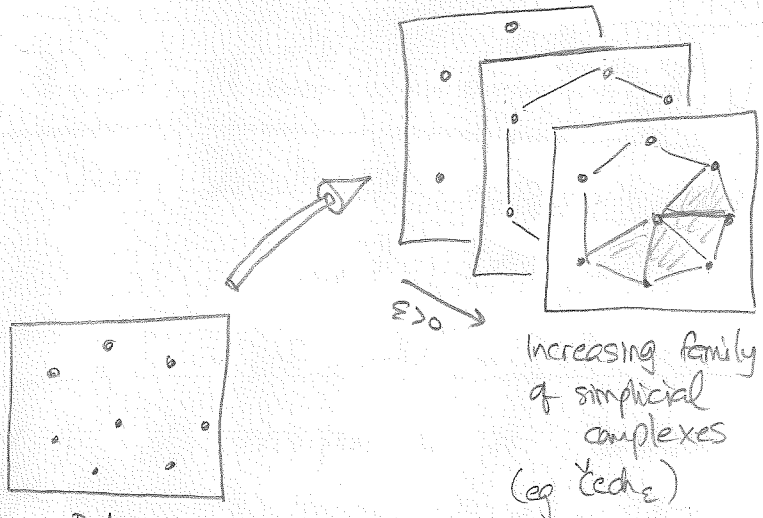 ε>0
Increasing family
of simplicial
complexes
(eg Čech_ε)